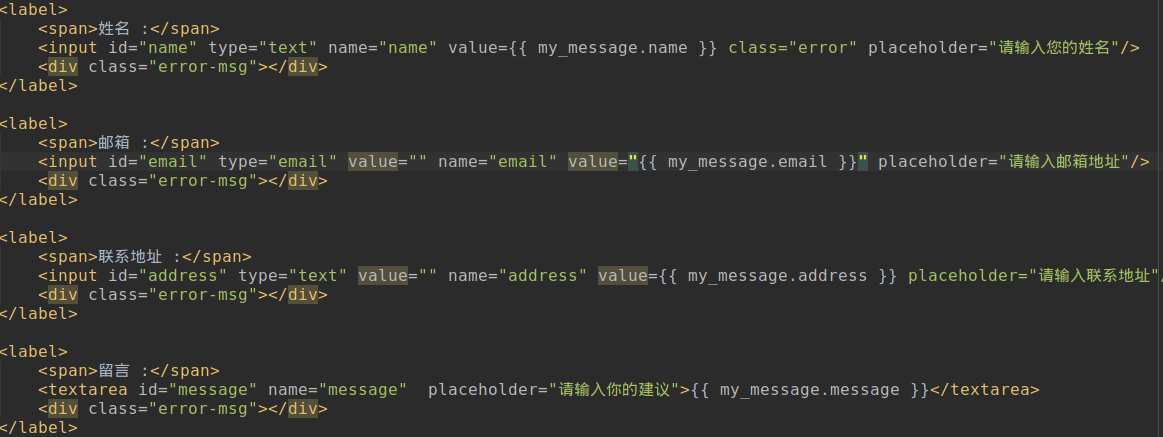 <label>
<span>姓名 :</span>
<input id="name" type="text" name="name" value={{ my_message.name }} class="error" placeholder="请输入您的姓名"/>
<div class="error-msg"></div>
</label>
<label>
<span>邮箱 :</span>
<input id="email" type="email" value="" name="email" value="{{ my_message.email }}" placeholder="请输入邮箱地址"/>
<div class="error-msg"></div>
</label>
<label>
<span>联系地址 :</span>
<input id="address" type="text" value="" name="address" value={{ my_message.address }} placeholder="请输入联系地址"/
<div class="error-msg"></div>
</label>
<label>
<span>留言 :</span>
<textarea id="message" name="message"  placeholder="请输入你的建议">{{ my_message.message }}</textarea>
<div class="error-msg"></div>
</label>